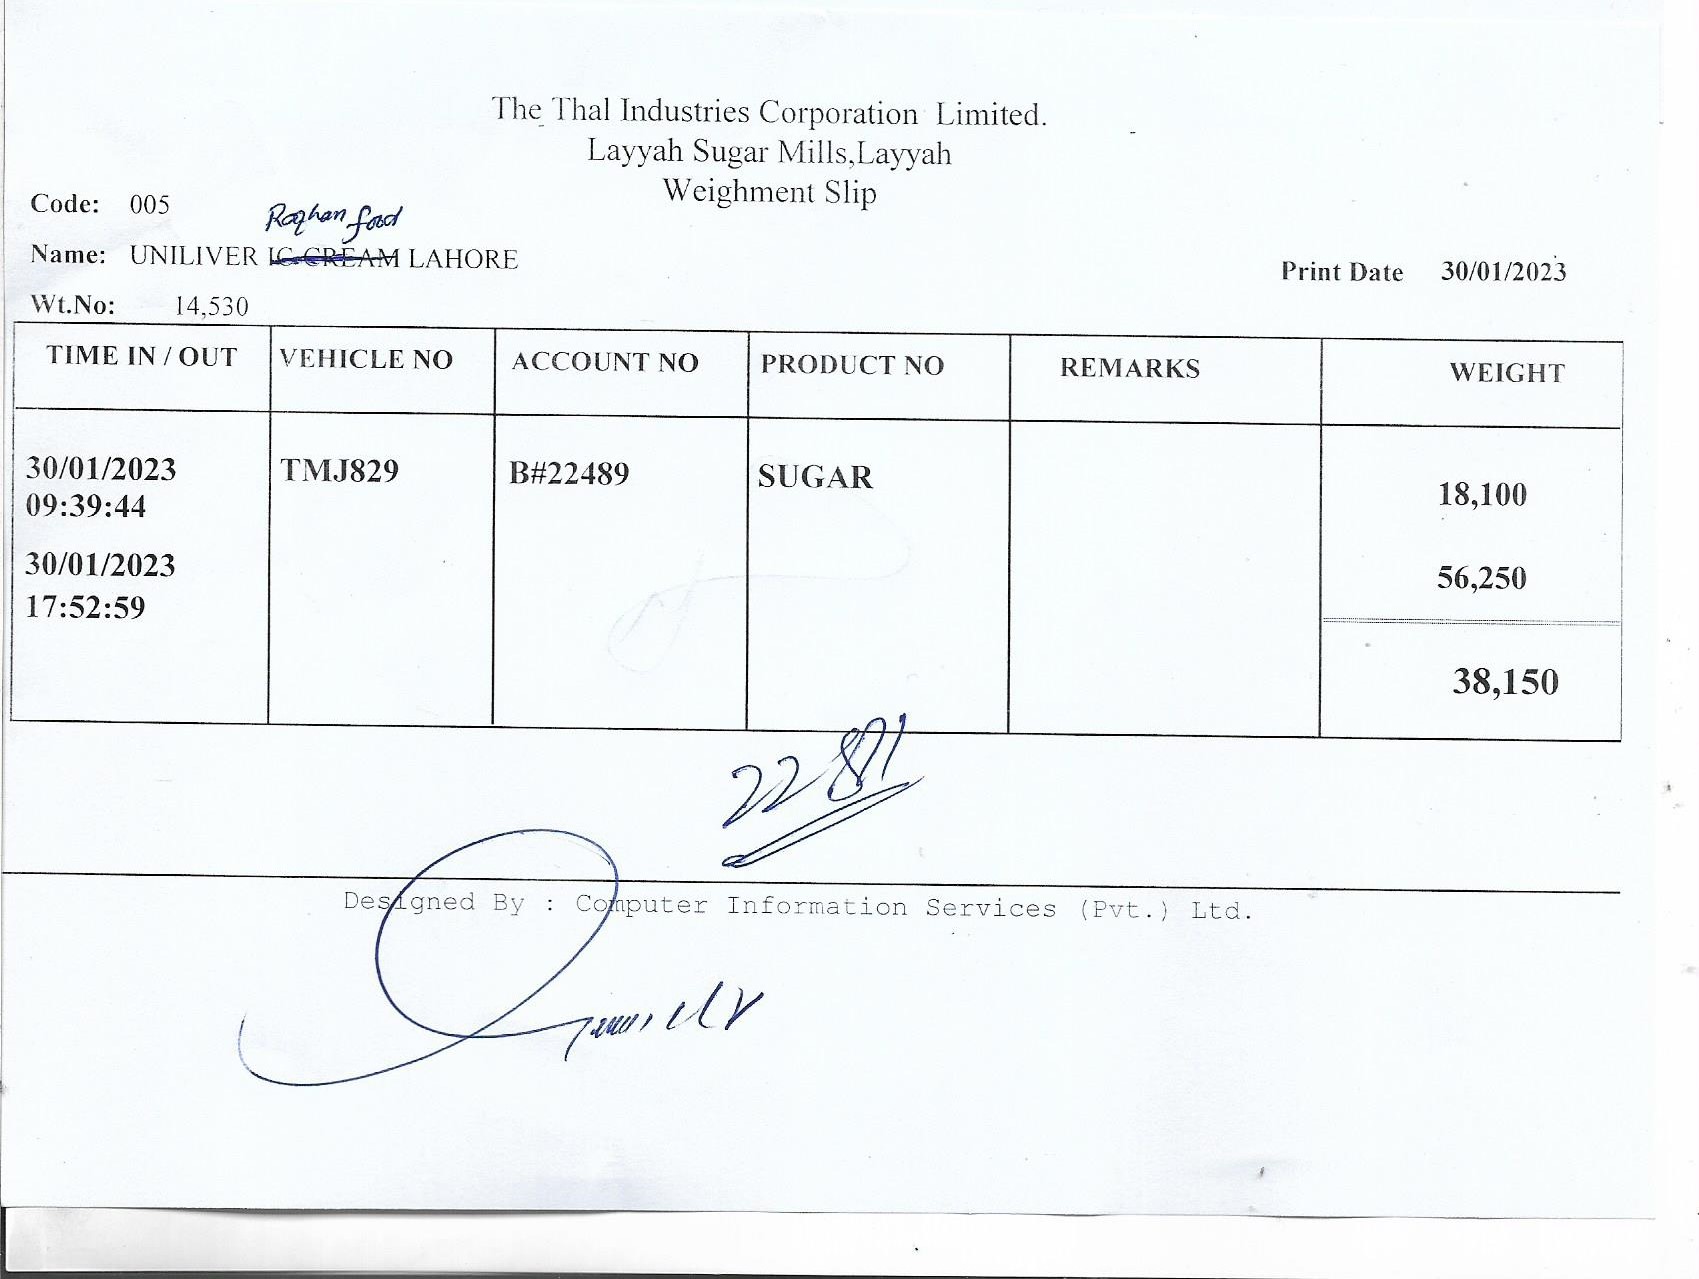 The Thal Industries Corporation Limited.
Layyah Sugar Mills,Layyah
Weighment Slip
Code: 005
Raghan food
Name: UNILIVER IC CREAM LAHORE
Print Date 30/01/2023
Wt.No: 14,530
TIME IN / OUT VEHICLE NO ACCOUNT NO PRODUCT NO REMARKS WEIGHT
30/01/2023 TMJ829 B#22489 SUGAR 18,100
09:39:44
30/01/2023 56,250
17:52:59
38,150
Designed By : Computer Information Services (Pvt.) Ltd.